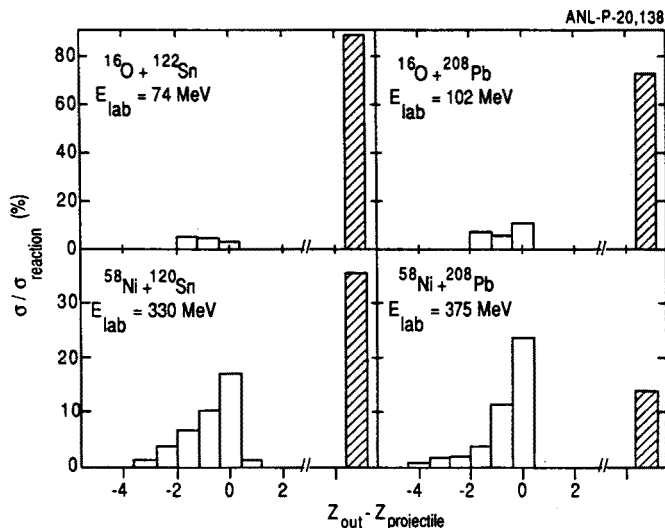 ANL-P-20,138
σ / σreaction (%)
80
60
40
20
0
¹⁶O + ¹²²Sn
Elab = 74 MeV
¹⁶O + ²⁰⁸Pb
Elab = 102 MeV
30
20
10
0
⁵⁸Ni + ¹²⁰Sn
Elab = 330 MeV
⁵⁸Ni + ²⁰⁸Pb
Elab = 375 MeV
-4 -2 0 2 // -4 -2 0 2 //
Zout - Zprojectile